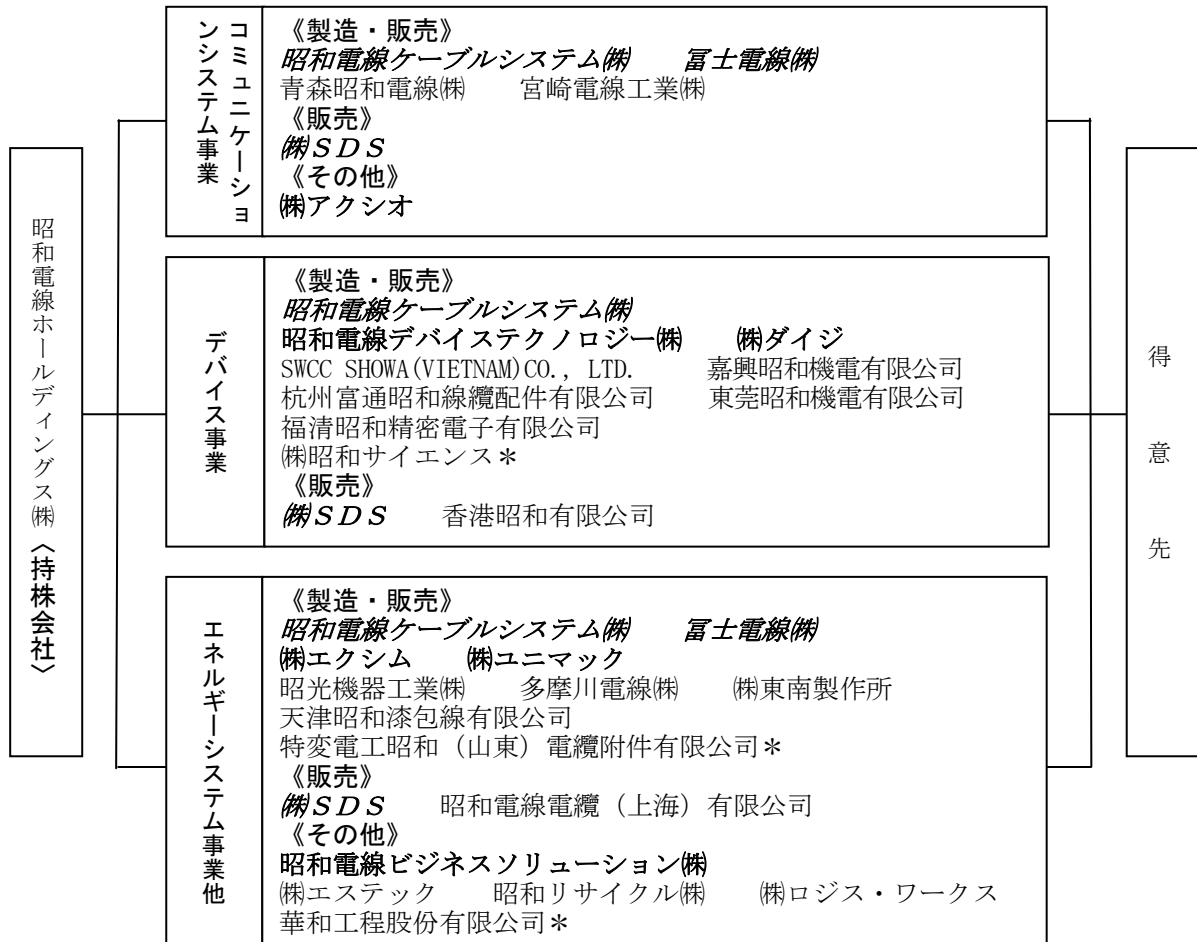 昭和電線ホールディングス㈱〈持株会社〉
コミュニケーショ
ンシステム事業
《製造・販売》
昭和電線ケーブルシステム㈱　冨士電線㈱
青森昭和電線㈱　宮崎電線工業㈱
《販売》
㈱ＳＤＳ
《その他》
㈱アクシオ
デバイス事業
《製造・販売》
昭和電線ケーブルシステム㈱
昭和電線デバイステクノロジー㈱　㈱ダイジ
SWCC SHOWA(VIETNAM)CO., LTD.　嘉興昭和機電有限公司
杭州富通昭和線纜配件有限公司　東莞昭和機電有限公司
福清昭和精密電子有限公司
㈱昭和サイエンス＊
《販売》
㈱ＳＤＳ　香港昭和有限公司
エネルギーシステム事業他
《製造・販売》
昭和電線ケーブルシステム㈱　冨士電線㈱
㈱エクシム　㈱ユニマック
昭光機器工業㈱　多摩川電線㈱　㈱東南製作所
天津昭和漆包線有限公司
特変電工昭和（山東）電纜附件有限公司＊
《販売》
㈱ＳＤＳ　昭和電線電纜（上海）有限公司
《その他》
昭和電線ビジネスソリューション㈱
㈱エステック　昭和リサイクル㈱　㈱ロジス・ワークス
華和工程股份有限公司＊
得意先